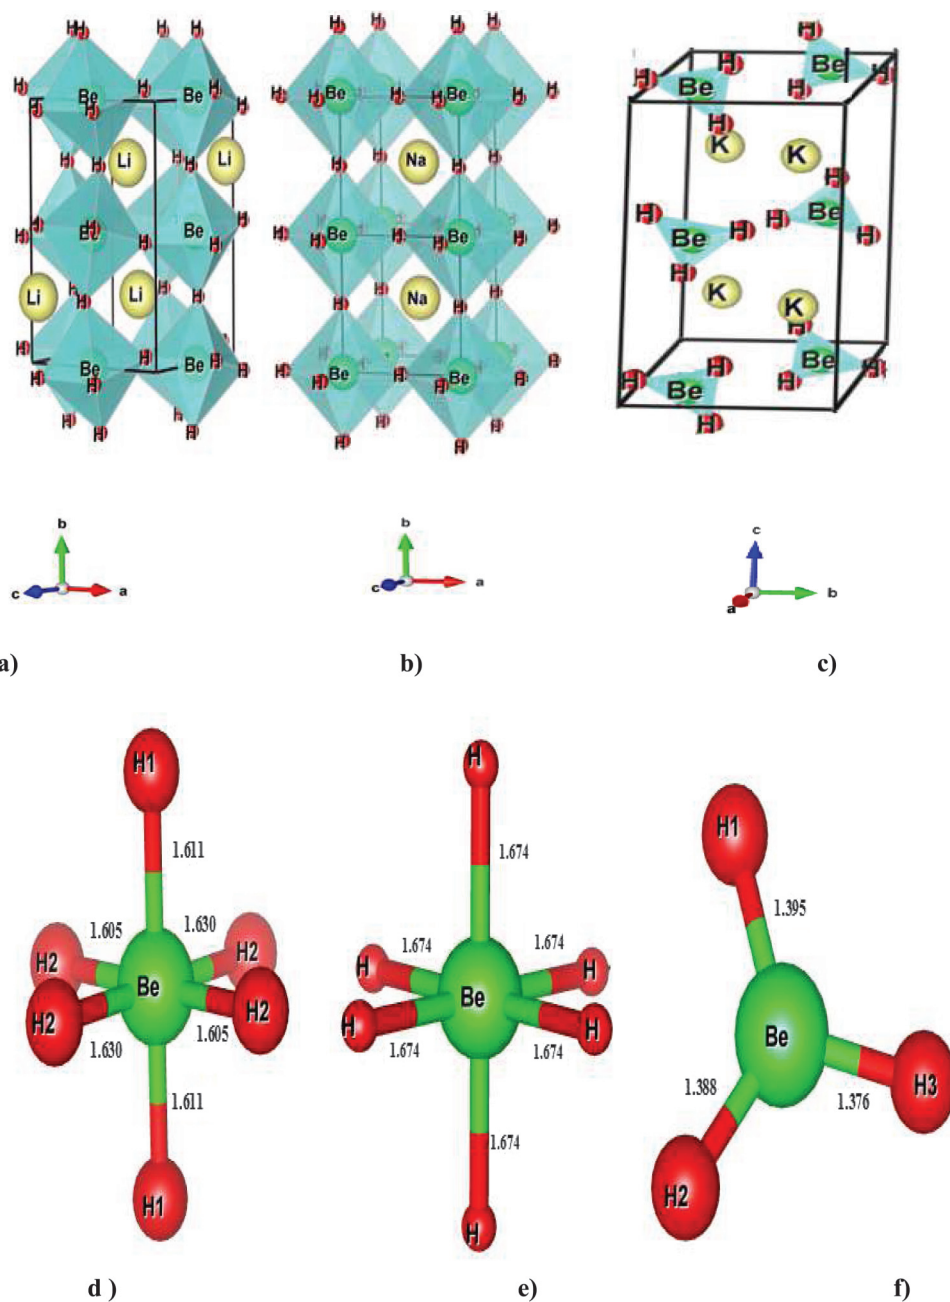 H H H H
H Be Be H H
H H
H H H H
Li Li
H H H H
H H Be H Be H H
H H
Li H Li
H H H H
H Be H Be H
H H
H H H H
H H H H
H H Be H H Be H H
H H H H
Na
H H Be H H Be H H
H H H H
Na
H H
H Be H Be H H
H H
H H
H H Be H
Be H
H
K K
H
H Be H H Be H
H
K K
H
H H Be H
H Be H
H
b
c a
b
c a
c
a b
a)
b)
c)
H1
1.611
1.605 1.630
H2 H2
Be
H2 H2
1.630 1.605
1.611
H1
H
1.674
1.674 1.674
H H
Be
H H
1.674 1.674
1.674
H
H1
1.395
Be
1.388 1.376 H3
H2
d )
e)
f)